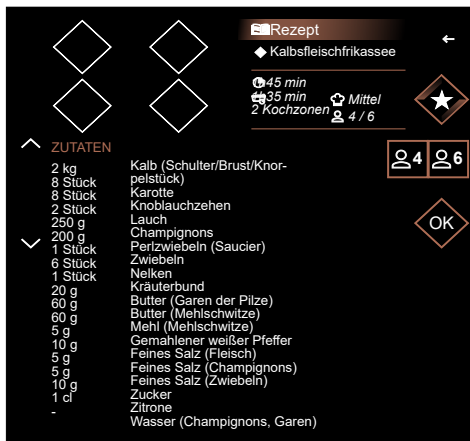 Rezept
Kalbsfleischfrikassee
45 min
35 min
2 Kochzonen
Mittel
4 / 6
ZUTATEN
4
6
OK
2 kg
8 Stück
8 Stück
2 Stück
250 g
200 g
1 Stück
6 Stück
1 Stück
20 g
60 g
60 g
5 g
10 g
5 g
5 g
10 g
1 cl
-
Kalb (Schulter/Brust/Knor-
pelstück)
Karotte
Knoblauchzehen
Lauch
Champignons
Perlzwiebeln (Saucier)
Zwiebeln
Nelken
Kräuterbund
Butter (Garen der Pilze)
Butter (Mehlschwitze)
Mehl (Mehlschwitze)
Gemahlener weißer Pfeffer
Feines Salz (Fleisch)
Feines Salz (Champignons)
Feines Salz (Zwiebeln)
Zucker
Zitrone
Wasser (Champignons, Garen)